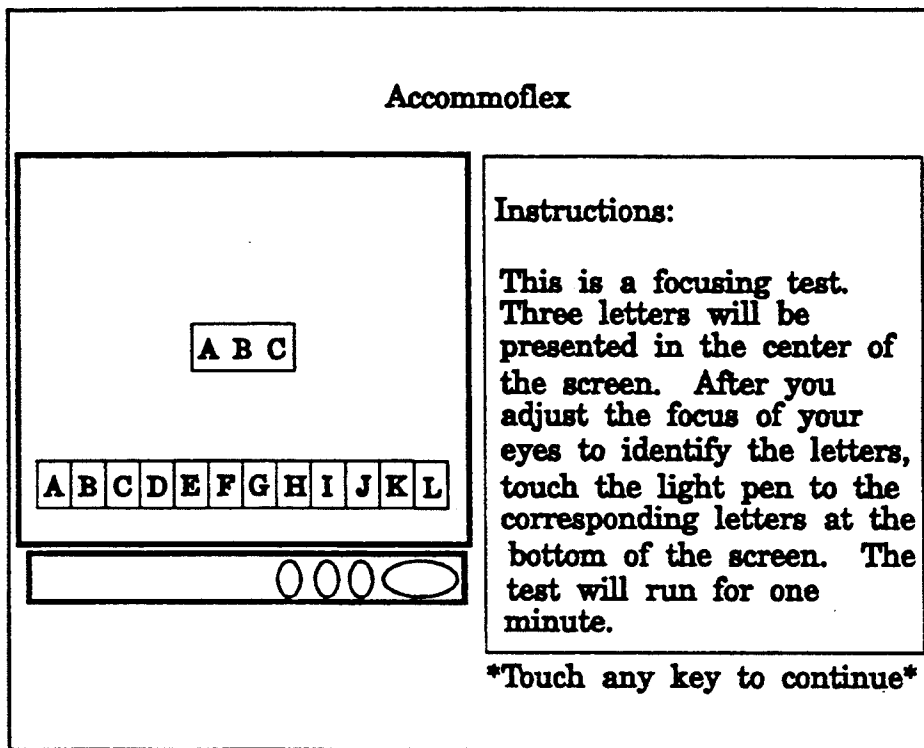 Accommoflex
A B C
A B C D E F G H I J K L
Instructions:
This is a focusing test.
Three letters will be
presented in the center of
the screen. After you
adjust the focus of your
eyes to identify the letters,
touch the light pen to the
corresponding letters at the
bottom of the screen. The
test will run for one
minute.
*Touch any key to continue*